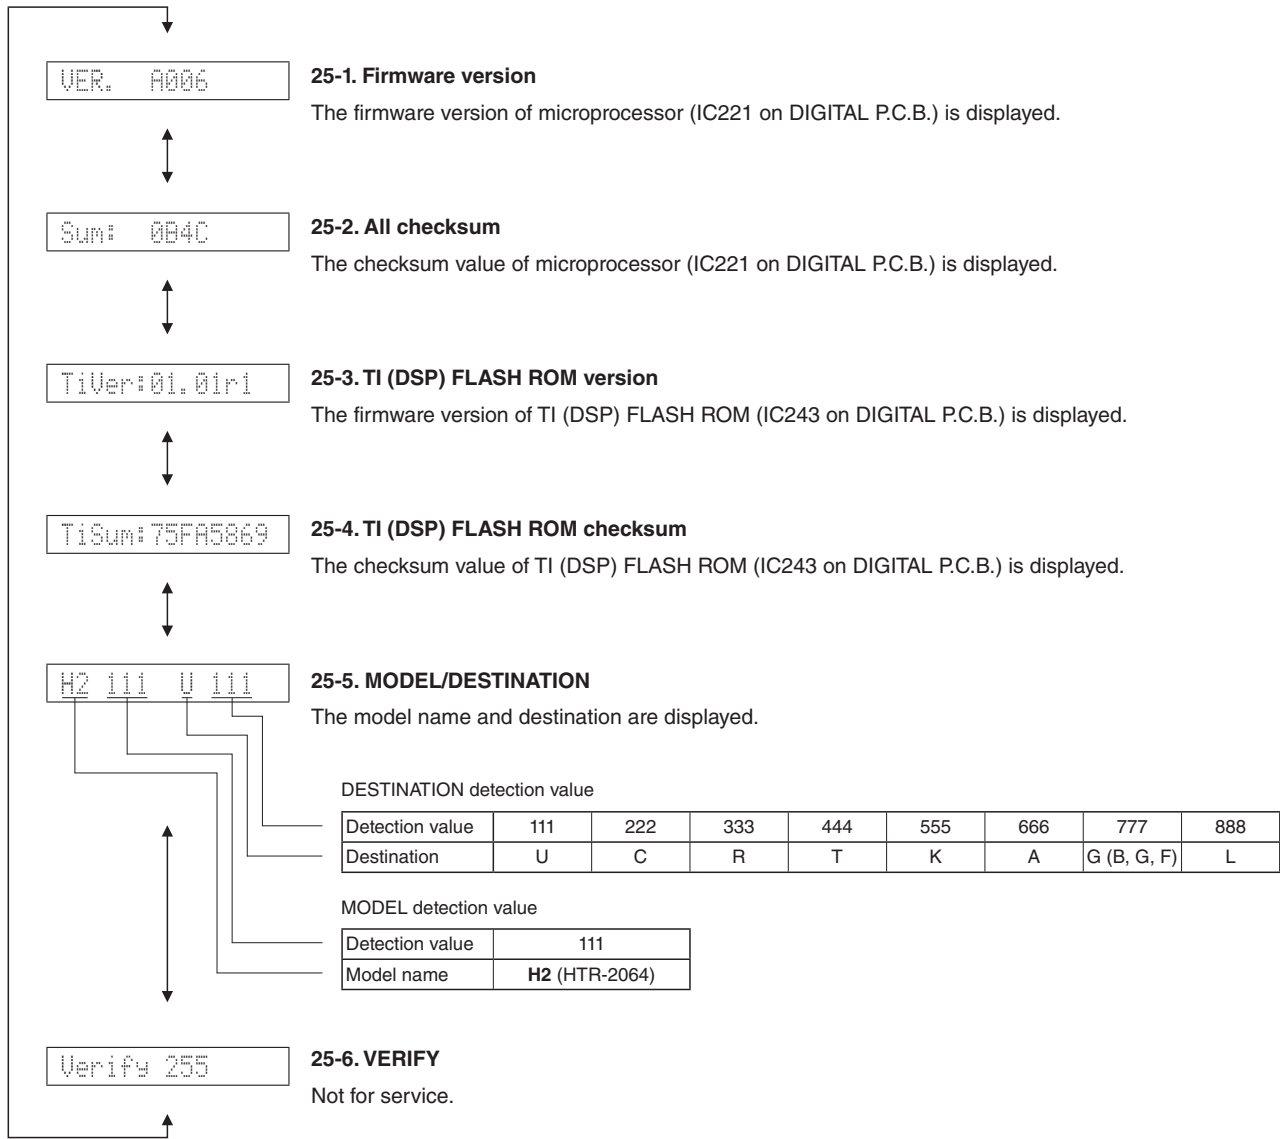 VER. A006
25-1. Firmware version
The firmware version of microprocessor (IC221 on DIGITAL P.C.B.) is displayed.
Sum: 0B4C
25-2. All checksum
The checksum value of microprocessor (IC221 on DIGITAL P.C.B.) is displayed.
TiVer:01.01ri
25-3. TI (DSP) FLASH ROM version
The firmware version of TI (DSP) FLASH ROM (IC243 on DIGITAL P.C.B.) is displayed.
TiSum:75FA5869
25-4. TI (DSP) FLASH ROM checksum
The checksum value of TI (DSP) FLASH ROM (IC243 on DIGITAL P.C.B.) is displayed.
H2 111 U 111
25-5. MODEL/DESTINATION
The model name and destination are displayed.
DESTINATION detection value
Detection value 111 222 333 444 555 666 777 888
Destination U C R T K A G (B, G, F) L
MODEL detection value
Detection value 111
Model name H2 (HTR-2064)
Verify 255
25-6. VERIFY
Not for service.